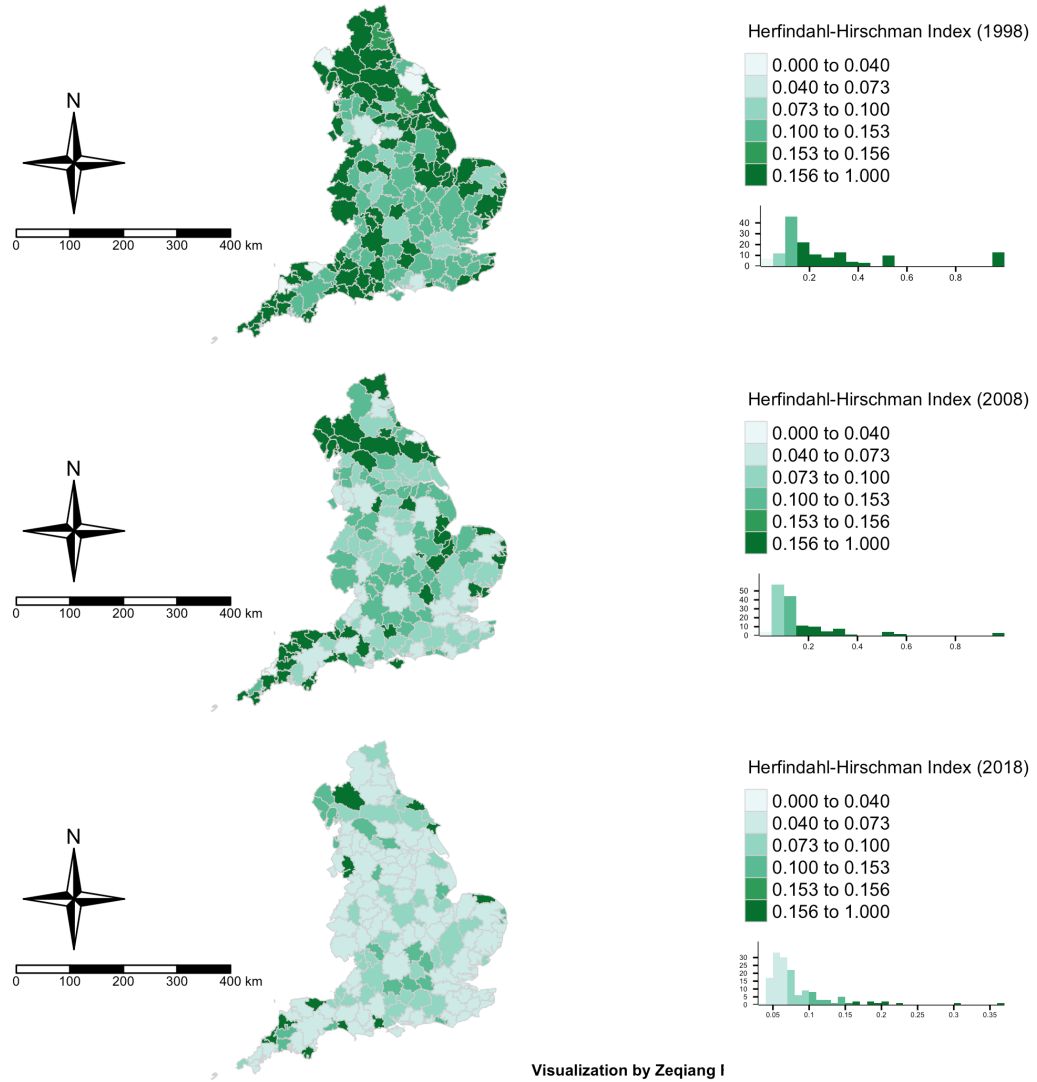 Herfindahl-Hirschman Index (1998)
0.000 to 0.040
0.040 to 0.073
0.073 to 0.100
0.100 to 0.153
0.153 to 0.156
0.156 to 1.000
N
0 100 200 300 400 km
40
30
20
10
0
0.2 0.4 0.6 0.8
Herfindahl-Hirschman Index (2008)
0.000 to 0.040
0.040 to 0.073
0.073 to 0.100
0.100 to 0.153
0.153 to 0.156
0.156 to 1.000
N
0 100 200 300 400 km
50
40
30
20
10
0
0.2 0.4 0.6 0.8
Herfindahl-Hirschman Index (2018)
0.000 to 0.040
0.040 to 0.073
0.073 to 0.100
0.100 to 0.153
0.153 to 0.156
0.156 to 1.000
N
0 100 200 300 400 km
30
25
20
15
10
5
0
0.05 0.1 0.15 0.2 0.25 0.3 0.35
Visualization by Zeqiang